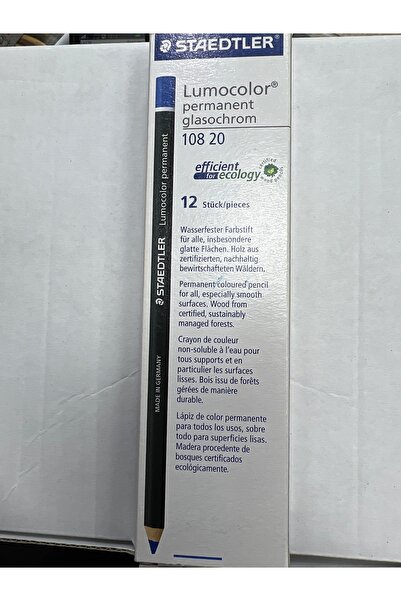 STAEDTLER
Lumocolor®
permanent
glasochrom
108 20
efficient
for ecology
12 Stück/pieces
Wasserfester Farbstift
für alle, insbesondere
glatte Flächen. Holz aus
zertifizierten, nachhaltig
bewirtschafteten Wäldern.
Permanent coloured pencil
for all, especially smooth
surfaces. Wood from
certified, sustainably
managed forests.
Crayon de couleur
non-soluble à l'eau pour
tous supports et en
particulier les surfaces
lisses. Bois issu de forêts
gérées de manière
durable.
Lápiz de color permanente
para todo los usos, sobre
todo para superficies lisas.
Madera procedente de
bosques certificados
ecológicamente.
MADE IN GERMANY STAEDTLER Lumocolor permanent